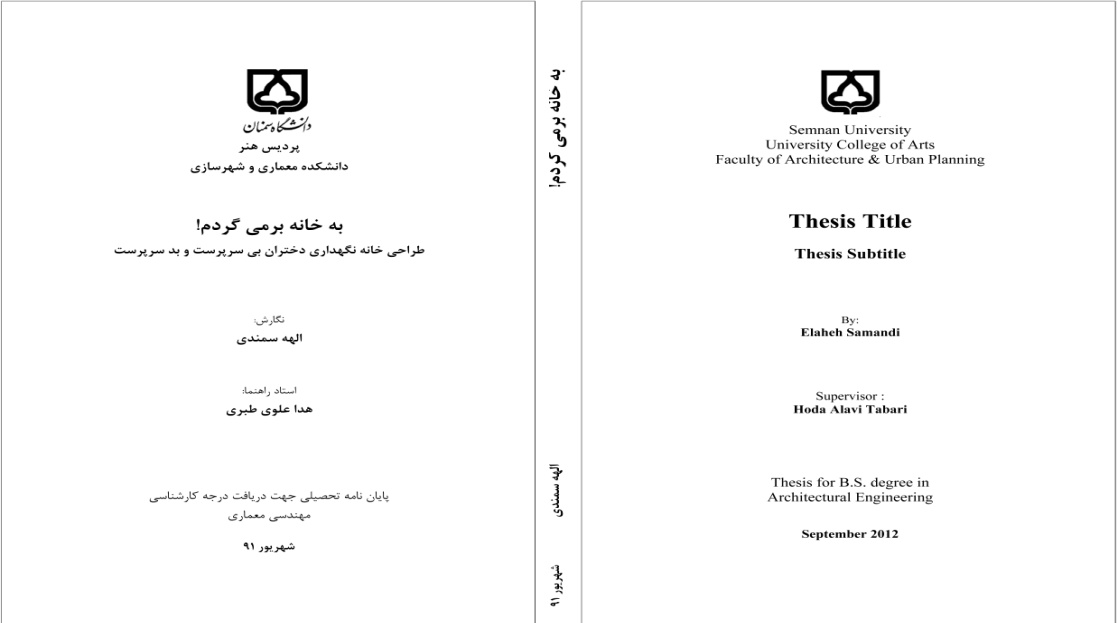 دانشگاه سمنان
پردیس هنر
دانشکده معماری و شهرسازی
به خانه برمی گردم!
طراحی خانه نگهداری دختران بی سرپرست و بد سرپرست
نگارش:
الهه سمندی
استاد راهنما:
هدا علوی طبری
پایان نامه تحصیلی جهت دریافت درجه کارشناسی
مهندسی معماری
شهریور ۹۱
به خانه برمی گردم!
الهه سمندی
شهریور ۹۱
Semnan University
University College of Arts
Faculty of Architecture & Urban Planning
Thesis Title
Thesis Subtitle
By:
Elaheh Samandi
Supervisor :
Hoda Alavi Tabari
Thesis for B.S. degree in
Architectural Engineering
September 2012